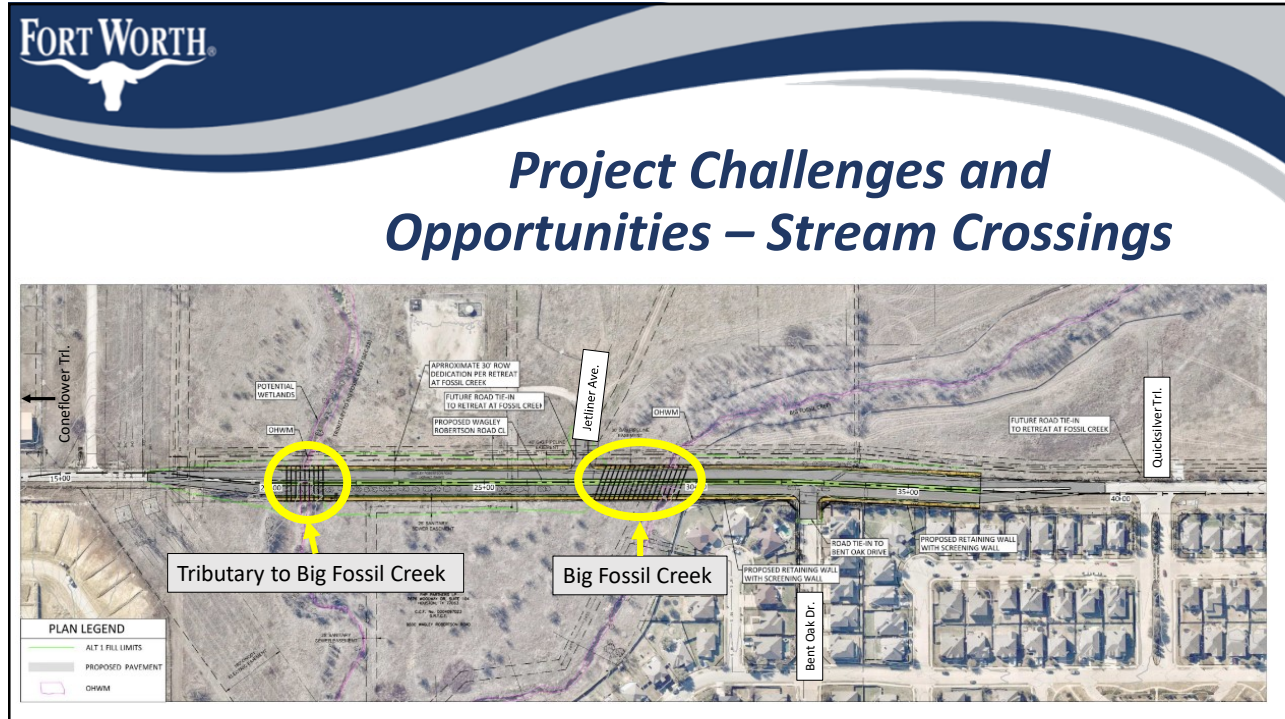 FORT WORTH®
Project Challenges and
Opportunities – Stream Crossings
Coneflower Trl.
POTENTIAL
WETLANDS
OHWM
APRROXIMATE 30' ROW
DEDICATION PER RETREAT
AT FOSSIL CREEK
FUTURE ROAD TIE-IN
TO RETREAT AT FOSSIL CREEK
PROPOSED WAGLEY
ROBERTSON ROAD CL
Jetliner Ave.
OHWM
FUTURE ROAD TIE-IN
TO RETREAT AT FOSSIL CREEK
Quicksilver Trl.
15+00
25+00
35+00
40+00
Tributary to Big Fossil Creek
Big Fossil Creek
ROAD TIE-IN TO
BENT OAK DRIVE
PROPOSED RETAINING WALL
WITH SCREENING WALL
PROPOSED RETAINING WALL
WITH SCREENING WALL
Bent Oak Dr.
PLAN LEGEND
ALT 1 FILL LIMITS
PROPOSED PAVEMENT
OHWM